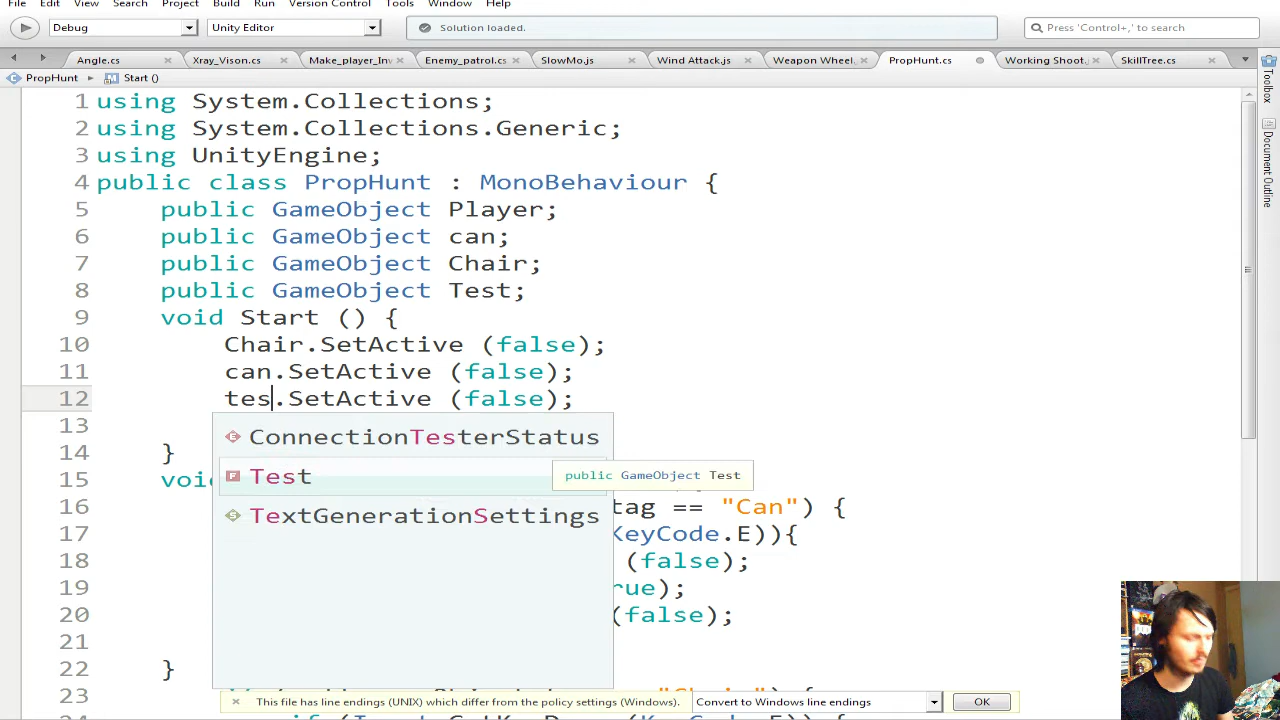 File Edit View Search Project Build Run Version Control Tools Window Help
Debug Unity Editor Solution loaded. Press 'Control+,' to search
Angle.cs Xray_Vison.cs Make_player_Inv Enemy_patrol.cs SlowMo.js Wind Attack.js Weapon Wheel. PropHunt.cs Working Shoot. SkillTree.cs
PropHunt Start ()
Toolbox
Document Outline
1 using System.Collections;
2 using System.Collections.Generic;
3 using UnityEngine;
4 public class PropHunt : MonoBehaviour {
5 public GameObject Player;
6 public GameObject can;
7 public GameObject Chair;
8 public GameObject Test;
9 void Start () {
10 Chair.SetActive (false);
11 can.SetActive (false);
12 tes.SetActive (false);
13
14 }
15 voi
16 tag == "Can") {
17 KeyCode.E)){
18 (false);
19 rue);
20 (false);
21
22 }
23
ConnectionTesterStatus
Test
public GameObject Test
TextGenerationSettings
This file has line endings (UNIX) which differ from the policy settings (Windows). Convert to Windows line endings OK